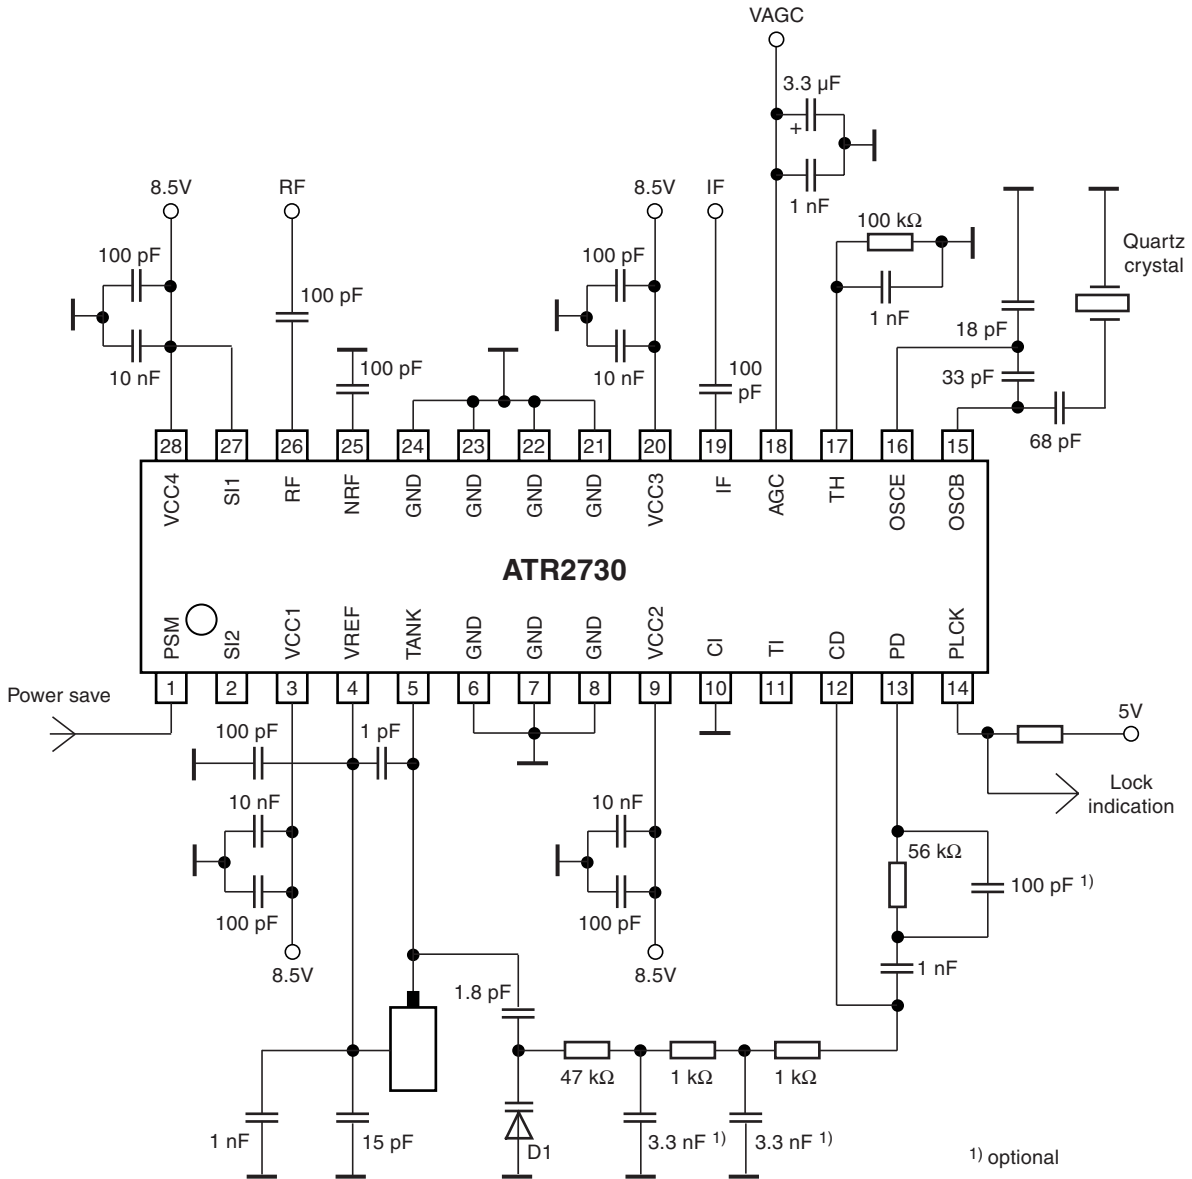 VAGC
3.3 µF
+
1 nF
8.5V
RF
8.5V
IF
100 kΩ
Quartz
crystal
100 pF
100 pF
100 pF
1 nF
18 pF
10 nF
100 pF
10 nF
100
pF
33 pF
68 pF
28 27 26 25 24 23 22 21 20 19 18 17 16 15
VCC4 SI1 RF NRF GND GND GND GND VCC3 IF AGC TH OSCE OSCB
ATR2730
PSM SI2 VCC1 VREF TANK GND GND GND VCC2 CI TI CD PD PLCK
1 2 3 4 5 6 7 8 9 10 11 12 13 14
Power save
100 pF
1 pF
5V
Lock
indication
10 nF
10 nF
56 kΩ
100 pF 1)
100 pF
100 pF
1 nF
8.5V
8.5V
1.8 pF
47 kΩ
1 kΩ
1 kΩ
1 nF
15 pF
D1
3.3 nF 1)
3.3 nF 1)
1) optional